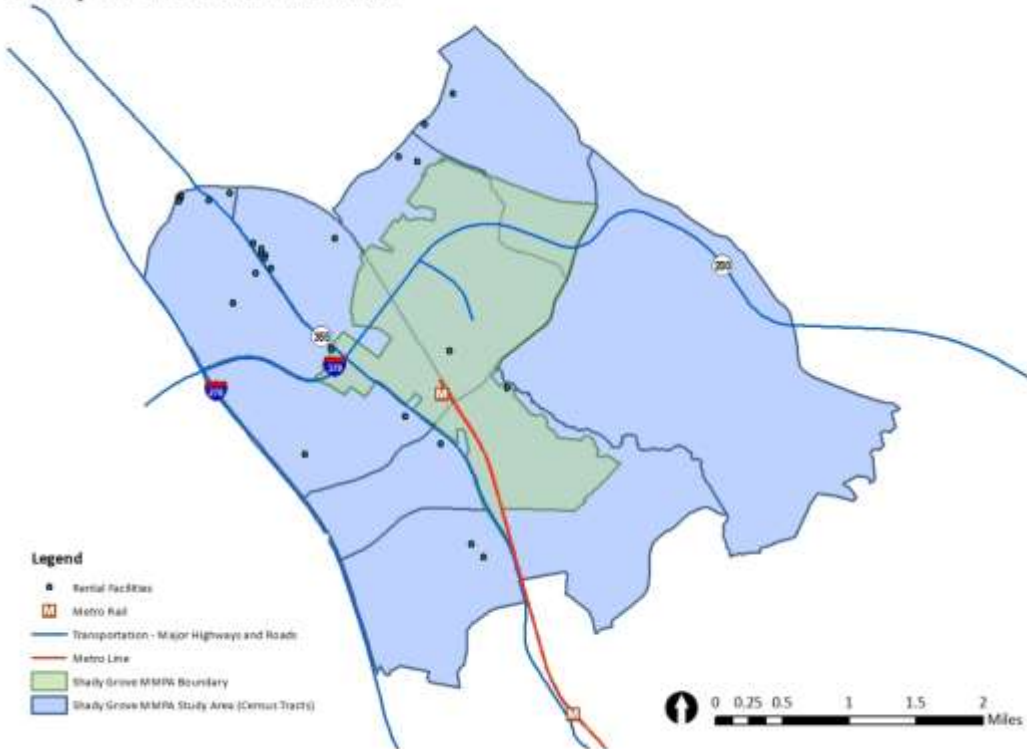 200
355
370
270
M
Legend
Rental Facilities
M Metro Rail
Transportation - Major Highways and Roads
Metro Line
Shady Grove MMPA Boundary
Shady Grove MMPA Study Area (Census Tracts)
0 0.25 0.5 1 1.5 2
Miles
M